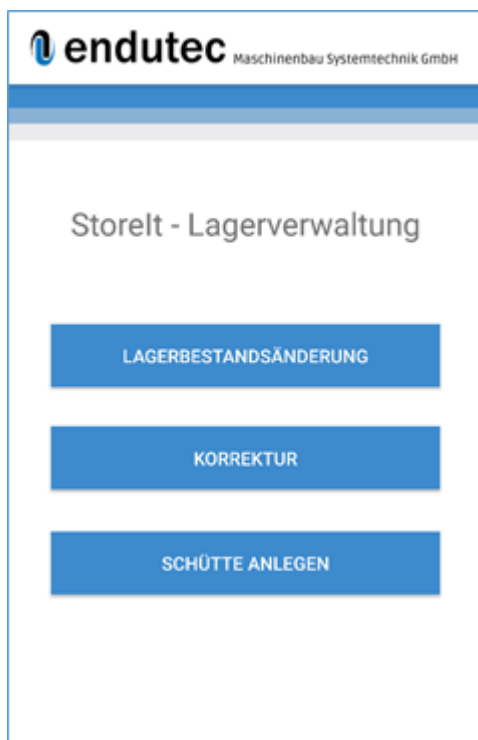 endutec Maschinenbau Systemtechnik GmbH
StoreIt - Lagerverwaltung
LAGERBESTANDSÄNDERUNG
KORREKTUR
SCHÜTTE ANLEGEN